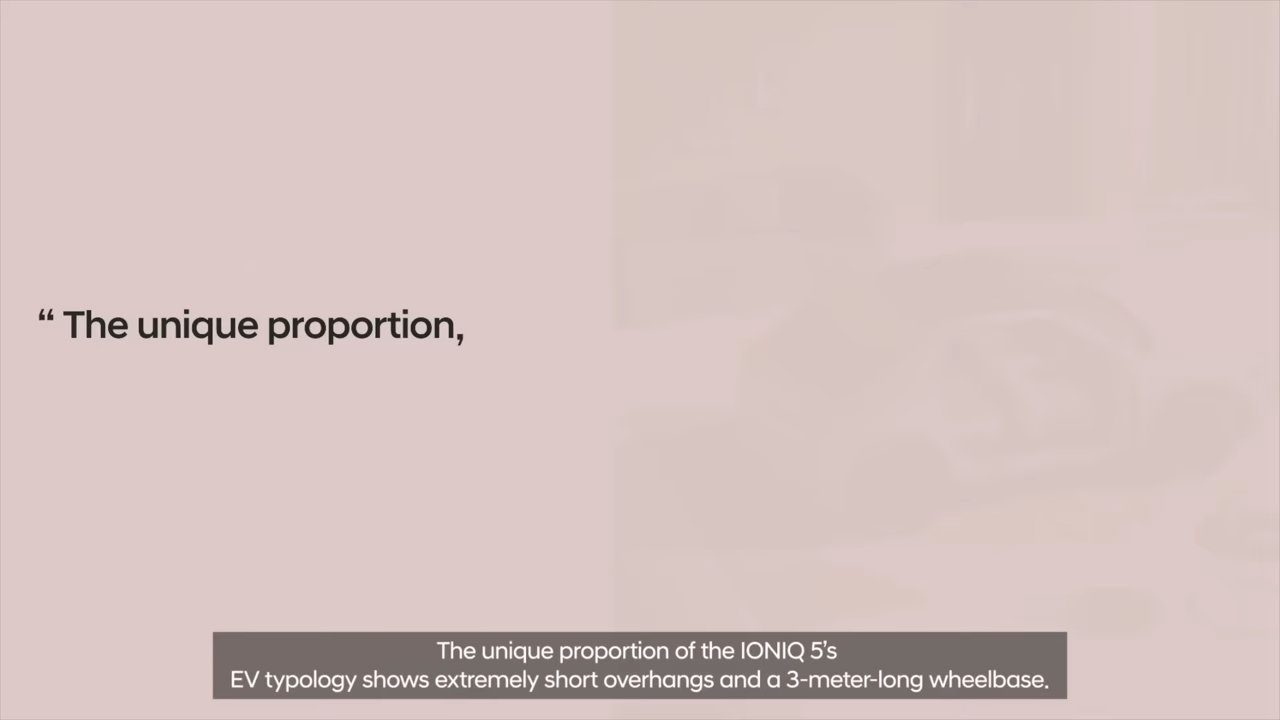 “ The unique proportion,
The unique proportion of the IONIQ 5’s
EV typology shows extremely short overhangs and a 3-meter-long wheelbase.